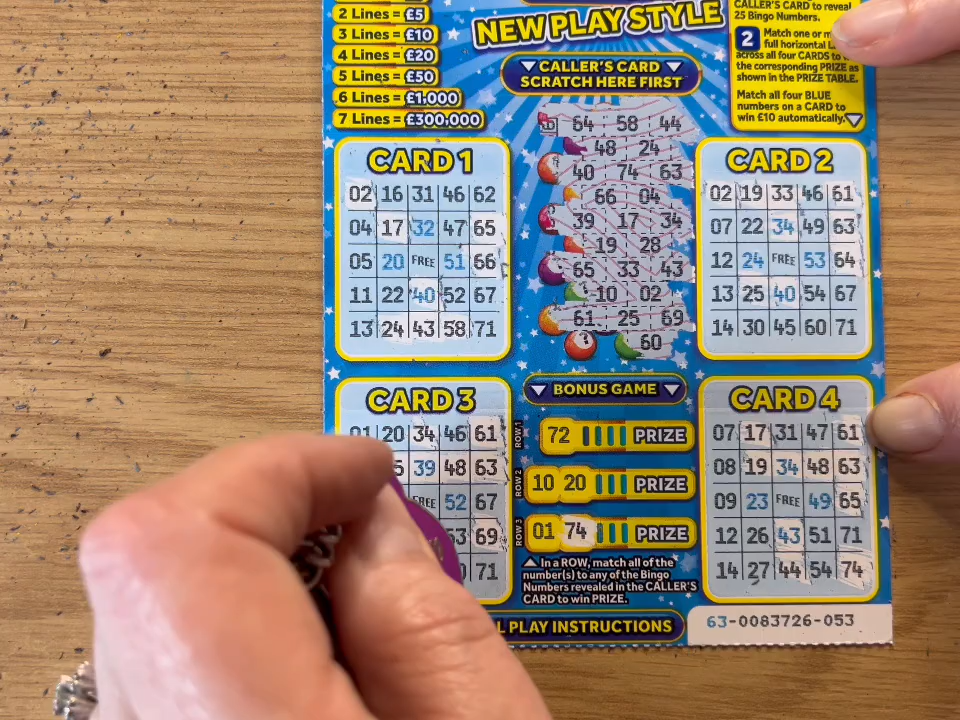 2 Lines = £5
3 Lines = £10
4 Lines = £20
5 Lines = £50
6 Lines = £1,000
7 Lines = £300,000
NEW PLAY STYLE
CALLER'S CARD
SCRATCH HERE FIRST
CALLER'S CARD to reveal
25 Bingo Numbers.
2 Match one or
full horizontal
across all four CARDS to
the corresponding PRIZE as
shown in the PRIZE TABLE.
Match all four BLUE
numbers on a CARD to
win £10 automatically.
64 58 44
48 24
40 74 63
66 04
39 17 34
19 28
65 33 43
10 02
61 25 69
60
CARD 1
02 16 31 46 62
04 17 32 47 65
05 20 FREE 51 66
11 22 40 52 67
13 24 43 58 71
CARD 2
02 19 33 46 61
07 22 34 49 63
12 24 FREE 53 64
13 25 40 54 67
14 30 45 60 71
CARD 3
01 20 34 46 61
39 48 63
FREE 52 67
53 69
71
BONUS GAME
ROW 1 72 PRIZE
ROW 2 10 20 PRIZE
ROW 3 01 74 PRIZE
In a ROW, match all of the
number(s) to any of the Bingo
Numbers revealed in the CALLER'S
CARD to win PRIZE.
CARD 4
07 17 31 47 61
08 19 34 48 63
09 23 FREE 49 65
12 26 43 51 71
14 27 44 54 74
PLAY INSTRUCTIONS
63-0083726-053